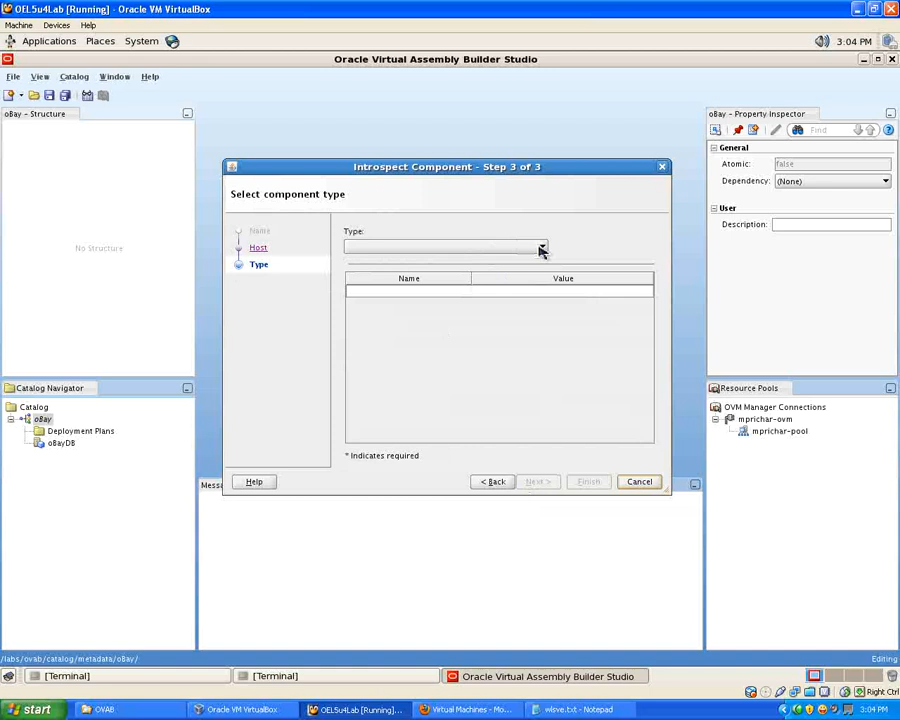 OEL5u4Lab [Running] - Oracle VM VirtualBox
Machine Devices Help
Applications Places System 3:04 PM
Oracle Virtual Assembly Builder Studio
File View Catalog Window Help
oBay - Structure
oBay - Property Inspector
Find
General
Atomic: false
Dependency: (None)
User
Description:
No Structure
Introspect Component - Step 3 of 3
Select component type
Name
Host
Type
Type:
Name Value
* Indicates required
Help < Back Next > Finish Cancel
Catalog Navigator
Catalog
oBay
Deployment Plans
oBayDB
Messa
Resource Pools
OVM Manager Connections
mprichar-ovm
mprichar-pool
/labs/ovab/catalog/metadata/oBay/ Editing
[Terminal] [Terminal] Oracle Virtual Assembly Builder Studio
Right Ctrl
start OVAB Oracle VM VirtualBox OEL5u4Lab [Running]... Virtual Machines - Mo... wlsve.txt - Notepad 3:04 PM